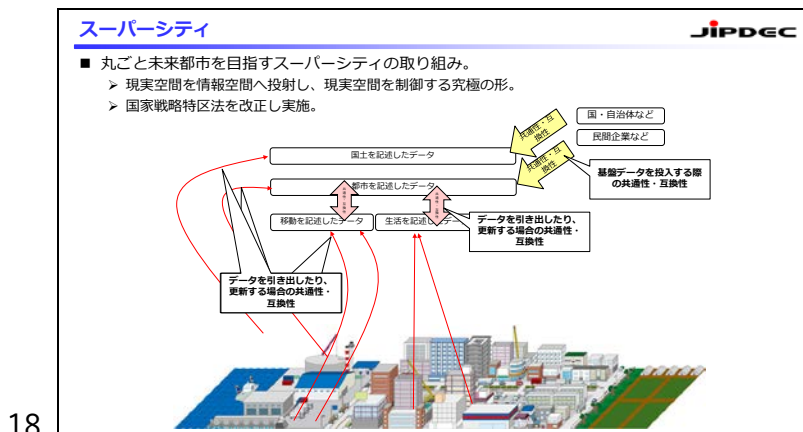 スーパーシティ
JIPDEC
■ 丸ごと未来都市を目指すスーパーシティの取り組み。
➢ 現実空間を情報空間へ投射し、現実空間を制御する究極の形。
➢ 国家戦略特区法を改正し実施。
国・自治体など
民間企業など
共通性・互
換性
共通性・互
換性
基盤データを投入する際
の共通性・互換性
国土を記述したデータ
都市を記述したデータ
移動を記述したデータ
生活を記述したデー
データを引き出したり、
更新する場合の共通性・
互換性
データを引き出したり、
更新する場合の共通性・
互換性
18